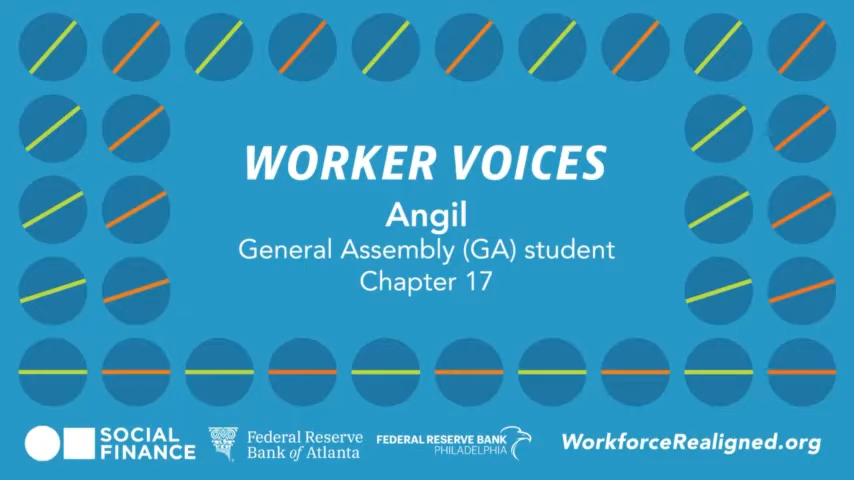 WORKER VOICES
Angil
General Assembly (GA) student
Chapter 17
SOCIAL
FINANCE
Federal Reserve
Bank of Atlanta
FEDERAL RESERVE BANK
PHILADELPHIA
WorkforceRealigned.org